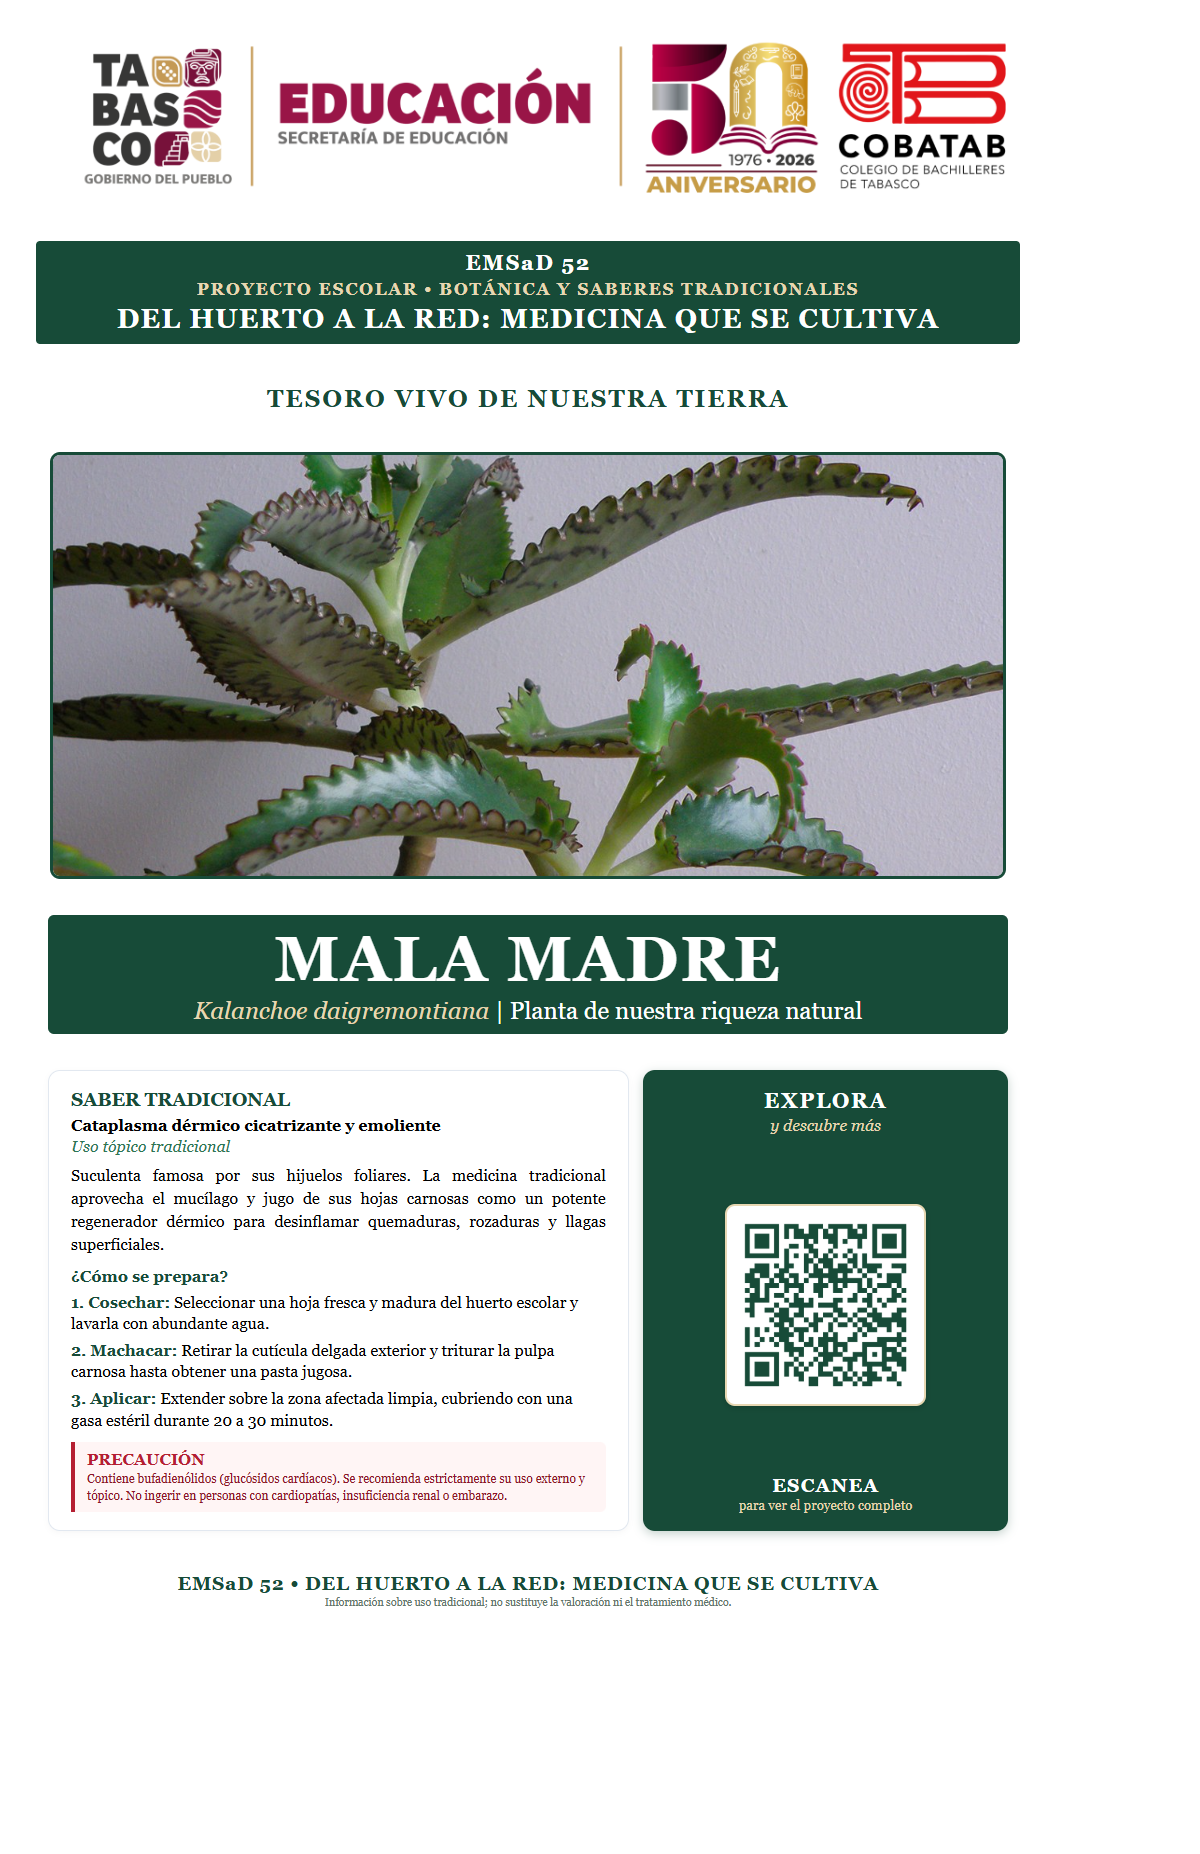 TA
BAS
CO
GOBIERNO DEL PUEBLO
EDUCACIÓN
SECRETARÍA DE EDUCACIÓN
50
1976 • 2026
ANIVERSARIO
COBATAB
COLEGIO DE BACHILLERES
DE TABASCO
EMSaD 52
PROYECTO ESCOLAR • BOTÁNICA Y SABERES TRADICIONALES
DEL HUERTO A LA RED: MEDICINA QUE SE CULTIVA
TESORO VIVO DE NUESTRA TIERRA
MALA MADRE
Kalanchoe daigremontiana | Planta de nuestra riqueza natural
SABER TRADICIONAL
Cataplasma dérmico cicatrizante y emoliente
Uso tópico tradicional
Suculenta famosa por sus hijuelos foliares. La medicina tradicional
aprovecha el mucílago y jugo de sus hojas carnosas como un potente
regenerador dérmico para desinflamar quemaduras, rozaduras y llagas
superficiales.
¿Cómo se prepara?
1. Cosechar: Seleccionar una hoja fresca y madura del huerto escolar y
lavarla con abundante agua.
2. Machacar: Retirar la cutícula delgada exterior y triturar la pulpa
carnosa hasta obtener una pasta jugosa.
3. Aplicar: Extender sobre la zona afectada limpia, cubriendo con una
gasa estéril durante 20 a 30 minutos.
PRECAUCIÓN
Contiene bufadienólidos (glucósidos cardíacos). Se recomienda estrictamente su uso externo y
tópico. No ingerir en personas con cardiopatías, insuficiencia renal o embarazo.
EXPLORA
y descubre más
ESCANEA
para ver el proyecto completo
EMSaD 52 • DEL HUERTO A LA RED: MEDICINA QUE SE CULTIVA
Información sobre uso tradicional; no sustituye la valoración ni el tratamiento médico.